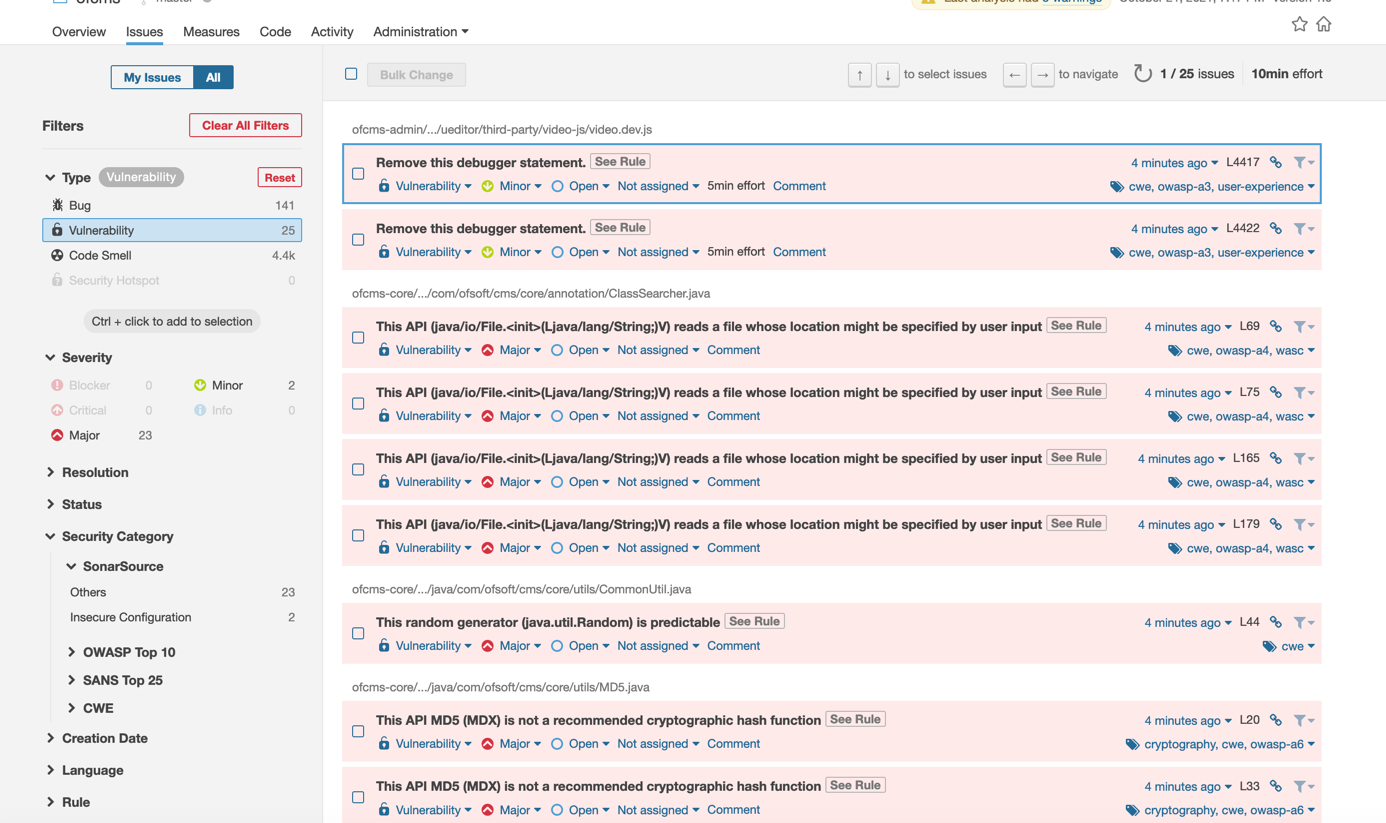 ofcms master
Last analysis had 6 warnings October 21, 2021, 11:17 PM Version 1.0
Overview Issues Measures Code Activity Administration
My Issues All
Bulk Change
↑ ↓ to select issues ← → to navigate 1 / 25 issues 10min effort
Filters Clear All Filters
Type Vulnerability Reset
Bug 141
Vulnerability 25
Code Smell 4.4k
Security Hotspot 0
Ctrl + click to add to selection
Severity
Blocker 0 Minor 2
Critical 0 Info 0
Major 23
Resolution
Status
Security Category
SonarSource
Others 23
Insecure Configuration 2
OWASP Top 10
SANS Top 25
CWE
Creation Date
Language
Rule
ofcms-admin/.../ueditor/third-party/video-js/video.dev.js
Remove this debugger statement. See Rule 4 minutes ago L4417
Vulnerability Minor Open Not assigned 5min effort Comment cwe, owasp-a3, user-experience
Remove this debugger statement. See Rule 4 minutes ago L4422
Vulnerability Minor Open Not assigned 5min effort Comment cwe, owasp-a3, user-experience
ofcms-core/.../com/ofsoft/cms/core/annotation/ClassSearcher.java
This API (java/io/File.<init>(Ljava/lang/String;)V) reads a file whose location might be specified by user input See Rule 4 minutes ago L69
Vulnerability Major Open Not assigned Comment cwe, owasp-a4, wasc
This API (java/io/File.<init>(Ljava/lang/String;)V) reads a file whose location might be specified by user input See Rule 4 minutes ago L75
Vulnerability Major Open Not assigned Comment cwe, owasp-a4, wasc
This API (java/io/File.<init>(Ljava/lang/String;)V) reads a file whose location might be specified by user input See Rule 4 minutes ago L165
Vulnerability Major Open Not assigned Comment cwe, owasp-a4, wasc
This API (java/io/File.<init>(Ljava/lang/String;)V) reads a file whose location might be specified by user input See Rule 4 minutes ago L179
Vulnerability Major Open Not assigned Comment cwe, owasp-a4, wasc
ofcms-core/.../java/com/ofsoft/cms/core/utils/CommonUtil.java
This random generator (java.util.Random) is predictable See Rule 4 minutes ago L44
Vulnerability Major Open Not assigned Comment cwe
ofcms-core/.../java/com/ofsoft/cms/core/utils/MD5.java
This API MD5 (MDX) is not a recommended cryptographic hash function See Rule 4 minutes ago L20
Vulnerability Major Open Not assigned Comment cryptography, cwe, owasp-a6
This API MD5 (MDX) is not a recommended cryptographic hash function See Rule 4 minutes ago L33
Vulnerability Major Open Not assigned Comment cryptography, cwe, owasp-a6